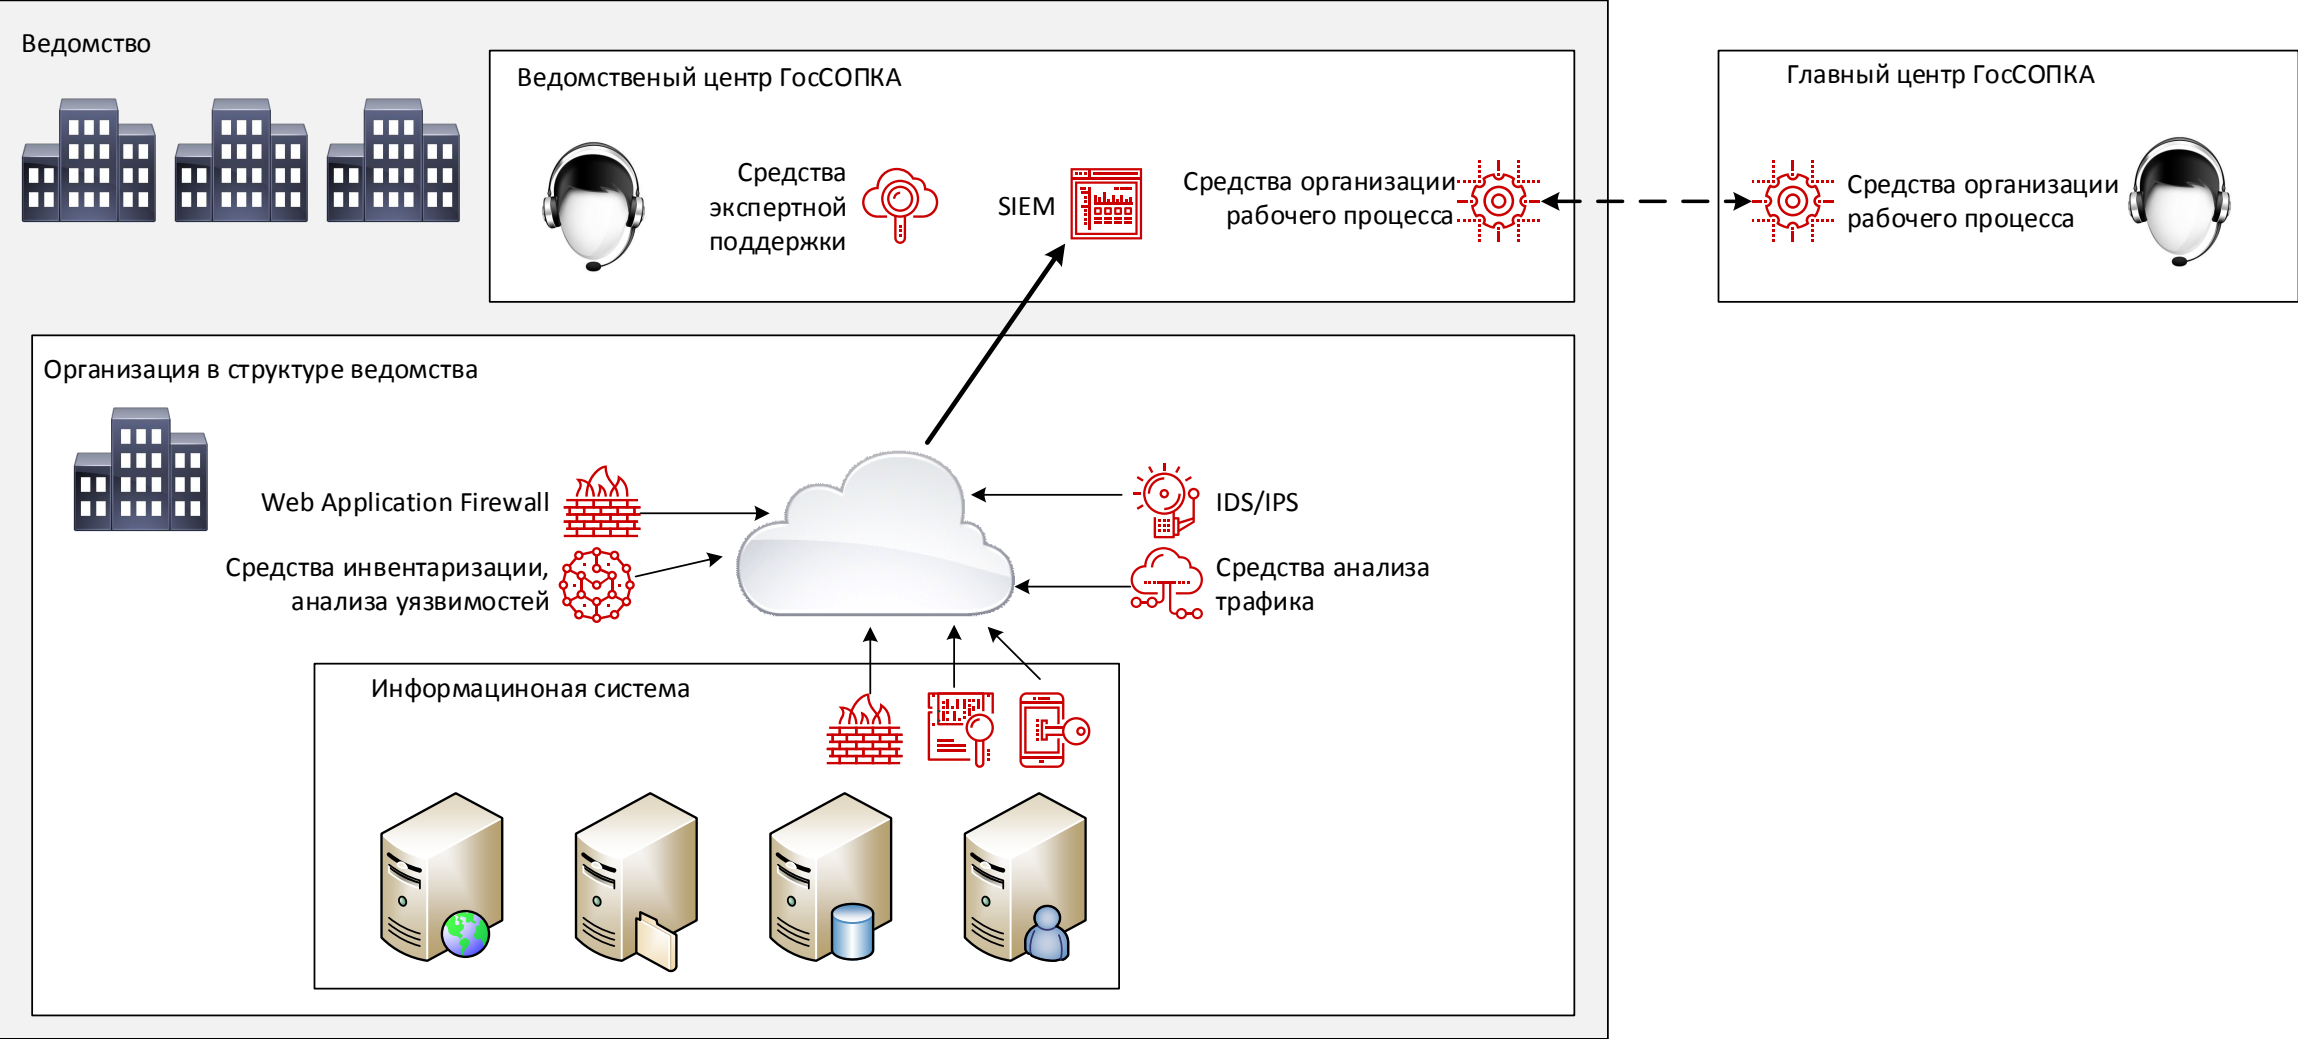 Ведомство
Ведомственый центр ГосСОПКА
Главный центр ГосСОПКА
Средства
экспертной
поддержки
SIEM
Средства организации
рабочего процесса
Средства организации
рабочего процесса
Организация в структуре ведомства
Web Application Firewall
IDS/IPS
Средства инвентаризации,
анализа уязвимостей
Средства анализа
трафика
Информациноная система